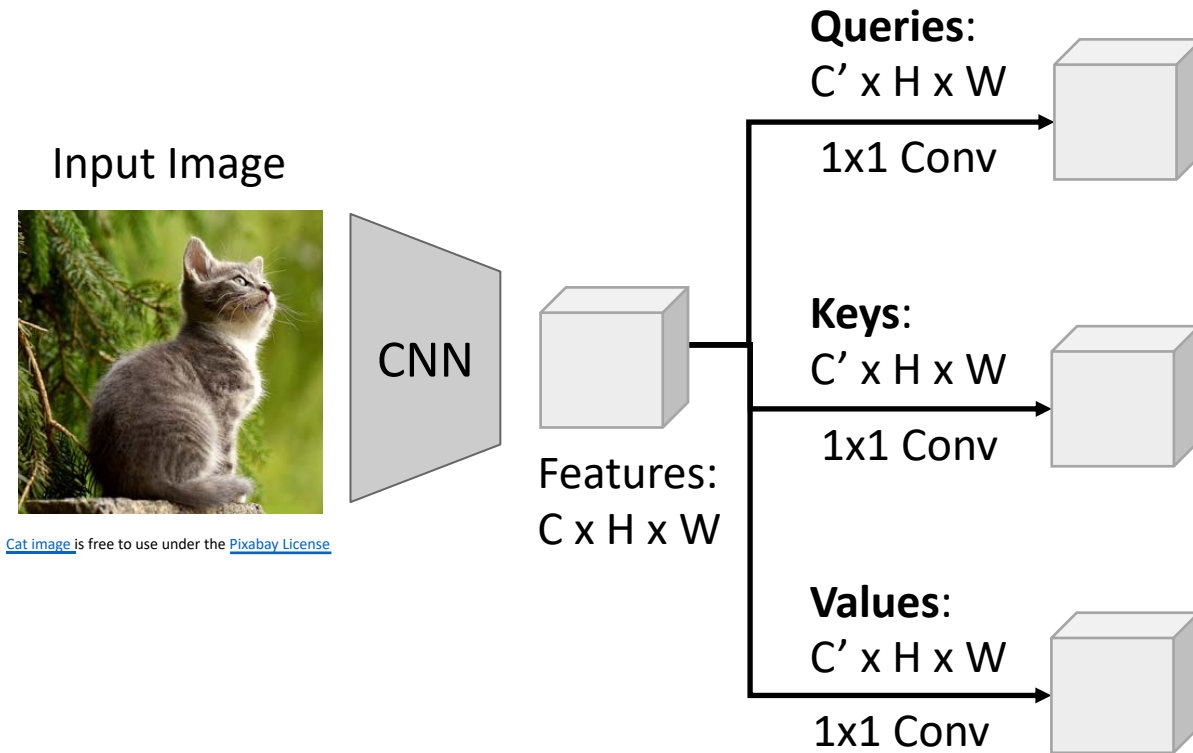 Input Image
Cat image is free to use under the Pixabay License
CNN
Features:
C x H x W
Queries:
C’ x H x W
1x1 Conv
Keys:
C’ x H x W
1x1 Conv
Values:
C’ x H x W
1x1 Conv